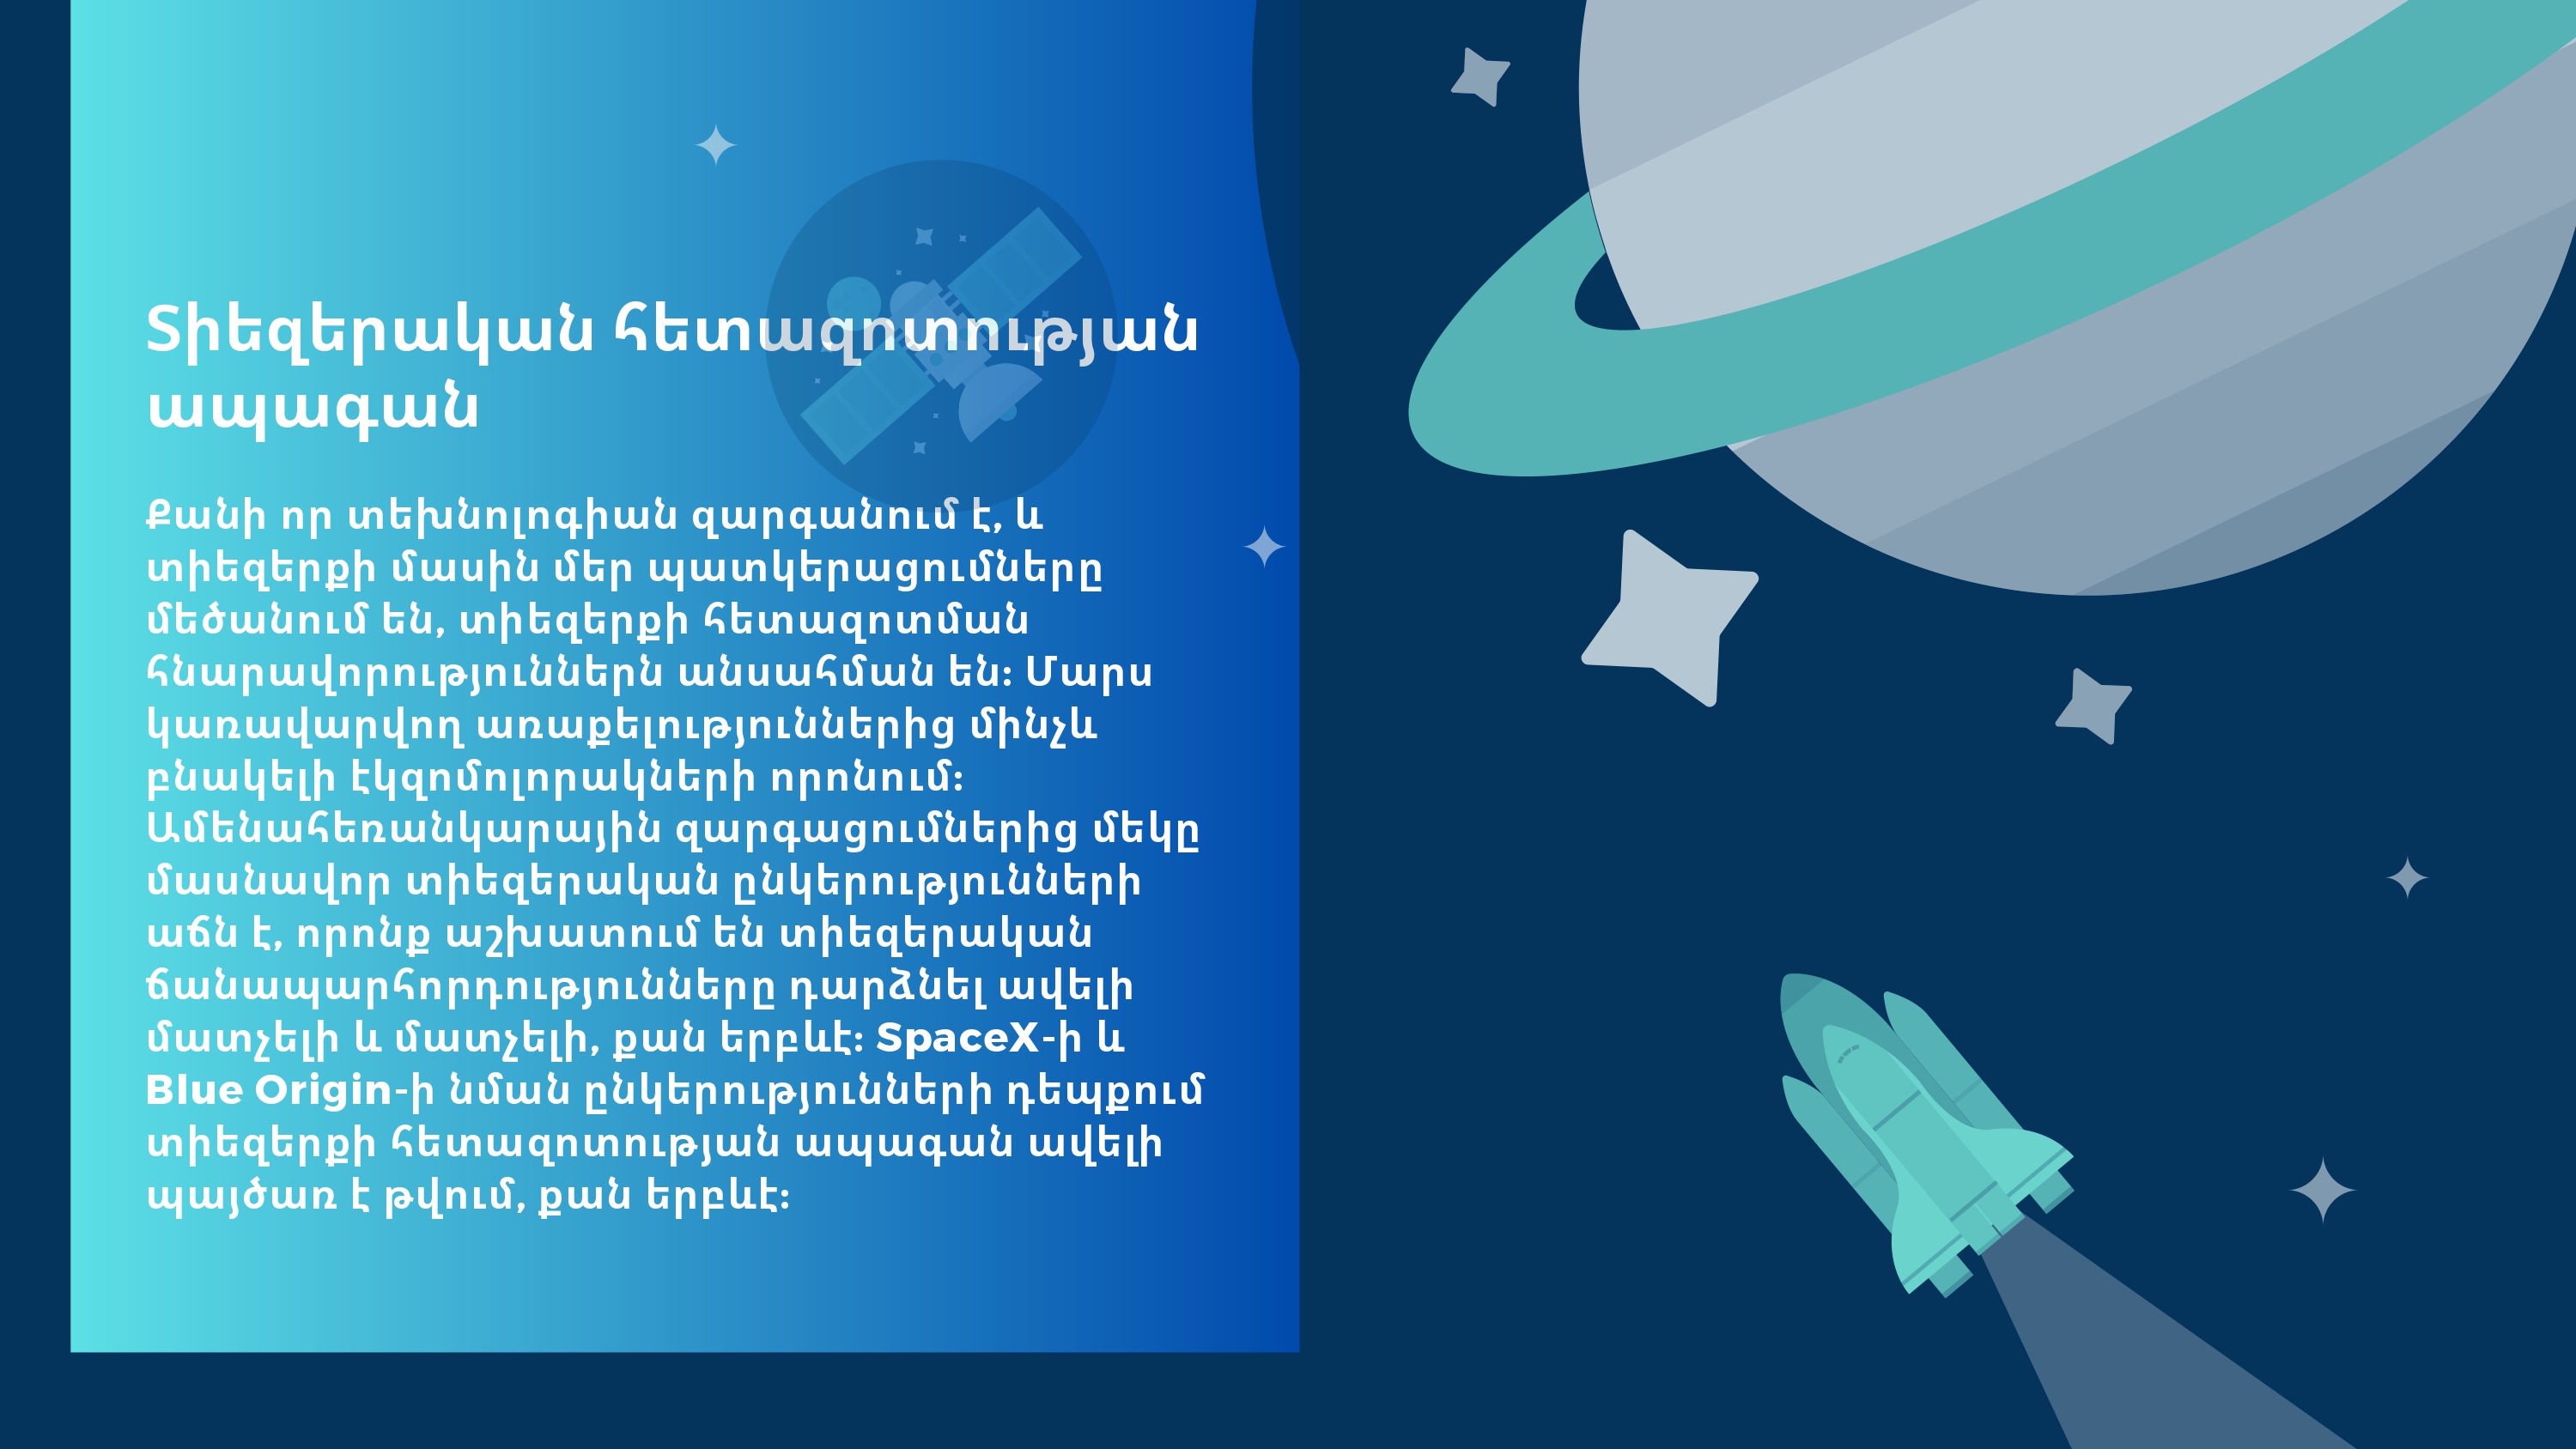 Տիեզերական հետազոտության
ապագան
Քանի որ տեխնոլոգիան զարգանում է, և
տիեզերքի մասին մեր պատկերացումները
մեծանում են, տիեզերքի հետազոտման
հնարավորություններն անսահման են: Մարս
կառավարվող առաքելություններից մինչև
բնակելի էկզոմոլորակների որոնում:
Ամենահեռանկարային զարգացումներից մեկը
մասնավոր տիեզերական ընկերությունների
աճն է, որոնք աշխատում են տիեզերական
ճանապարհորդությունները դարձնել ավելի
մատչելի և մատչելի, քան երբևէ: SpaceX-ի և
Blue Origin-ի նման ընկերությունների դեպքում
տիեզերքի հետազոտության ապագան ավելի
պայծառ է թվում, քան երբևէ: